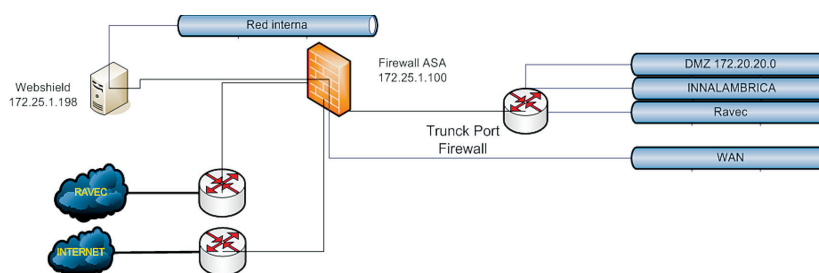 Red interna
Firewall ASA
172.25.1.100
Webshield
172.25.1.198
DMZ 172.20.20.0
INNALAMBRICA
Ravec
Trunck Port
Firewall
WAN
RAVEC
INTERNET